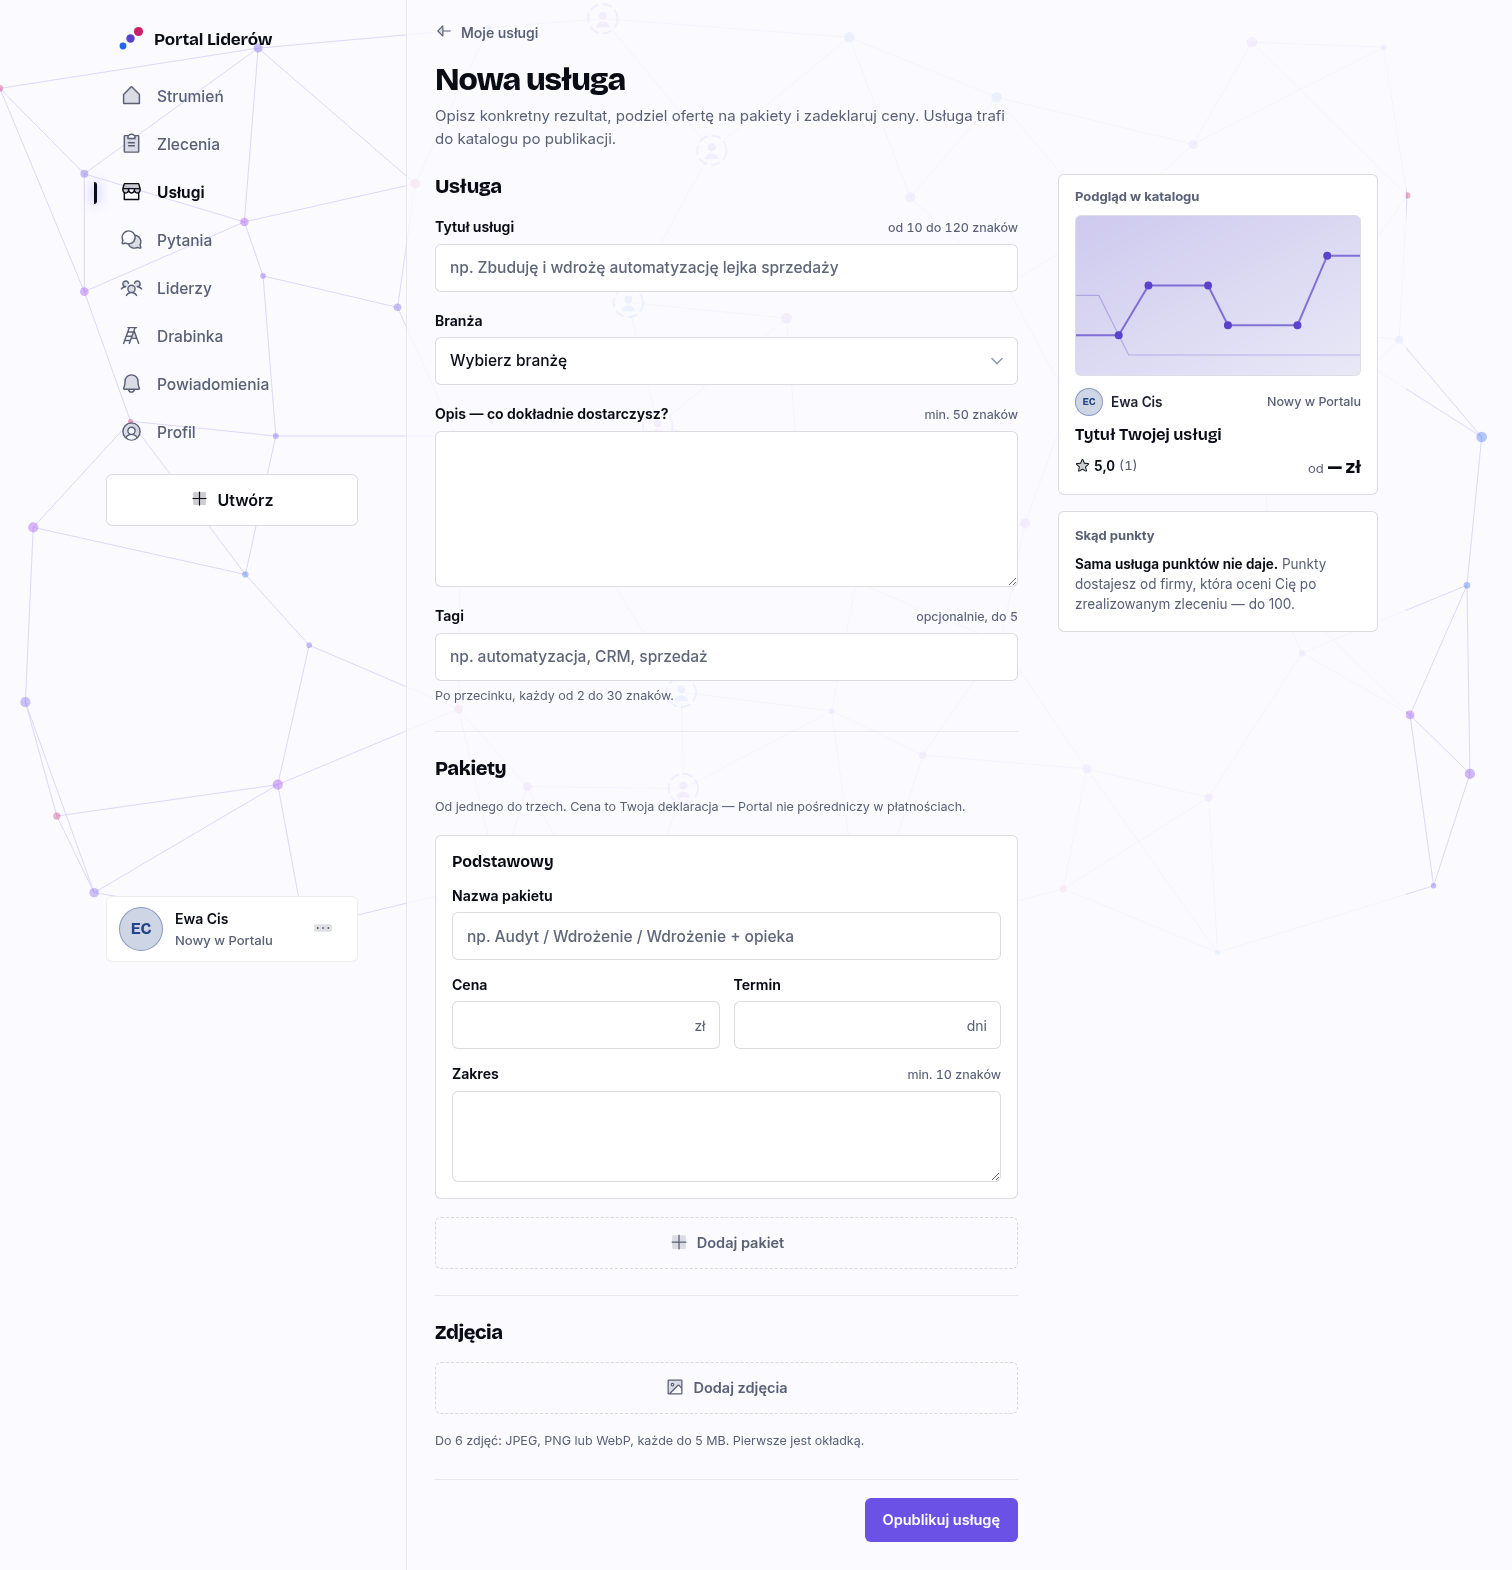 Portal Liderów
Strumień
Zlecenia
Usługi
Pytania
Liderzy
Drabinka
Powiadomienia
Profil
Utwórz
EC
Ewa Cis
Nowy w Portalu
Moje usługi
Nowa usługa
Opisz konkretny rezultat, podziel ofertę na pakiety i zadeklaruj ceny. Usługa trafi
do katalogu po publikacji.
Usługa
Tytuł usługi
od 10 do 120 znaków
np. Zbuduję i wdrożę automatyzację lejka sprzedaży
Branża
Wybierz branżę
Opis — co dokładnie dostarczysz?
min. 50 znaków
Tagi
opcjonalnie, do 5
np. automatyzacja, CRM, sprzedaż
Po przecinku, każdy od 2 do 30 znaków.
Pakiety
Od jednego do trzech. Cena to Twoja deklaracja — Portal nie pośredniczy w płatnościach.
Podstawowy
Nazwa pakietu
np. Audyt / Wdrożenie / Wdrożenie + opieka
Cena
Termin
zł
dni
Zakres
min. 10 znaków
Dodaj pakiet
Zdjęcia
Dodaj zdjęcia
Do 6 zdjęć: JPEG, PNG lub WebP, każde do 5 MB. Pierwsze jest okładką.
Opublikuj usługę
Podgląd w katalogu
EC
Ewa Cis
Nowy w Portalu
Tytuł Twojej usługi
5,0 (1)
od — zł
Skąd punkty
Sama usługa punktów nie daje. Punkty
dostajesz od firmy, która oceni Cię po
zrealizowanym zleceniu — do 100.